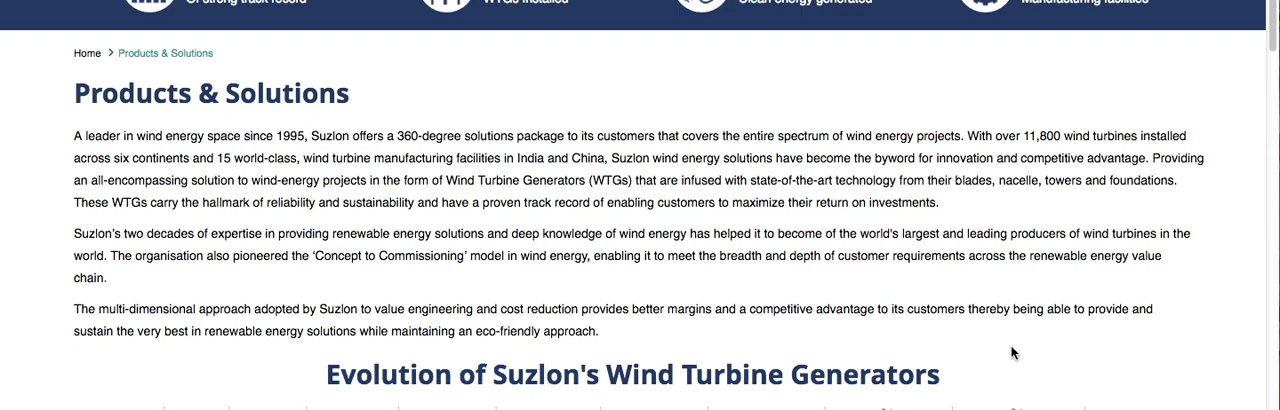 Of strong track record WTGs installed Clean energy generated Manufacturing facilities
Home > Products & Solutions
Products & Solutions
A leader in wind energy space since 1995, Suzlon offers a 360-degree solutions package to its customers that covers the entire spectrum of wind energy projects. With over 11,800 wind turbines installed
across six continents and 15 world-class, wind turbine manufacturing facilities in India and China, Suzlon wind energy solutions have become the byword for innovation and competitive advantage. Providing
an all-encompassing solution to wind-energy projects in the form of Wind Turbine Generators (WTGs) that are infused with state-of-the-art technology from their blades, nacelle, towers and foundations.
These WTGs carry the hallmark of reliability and sustainability and have a proven track record of enabling customers to maximize their return on investments.
Suzlon's two decades of expertise in providing renewable energy solutions and deep knowledge of wind energy has helped it to become of the world's largest and leading producers of wind turbines in the
world. The organisation also pioneered the ‘Concept to Commissioning’ model in wind energy, enabling it to meet the breadth and depth of customer requirements across the renewable energy value
chain.
The multi-dimensional approach adopted by Suzlon to value engineering and cost reduction provides better margins and a competitive advantage to its customers thereby being able to provide and
sustain the very best in renewable energy solutions while maintaining an eco-friendly approach.
Evolution of Suzlon's Wind Turbine Generators